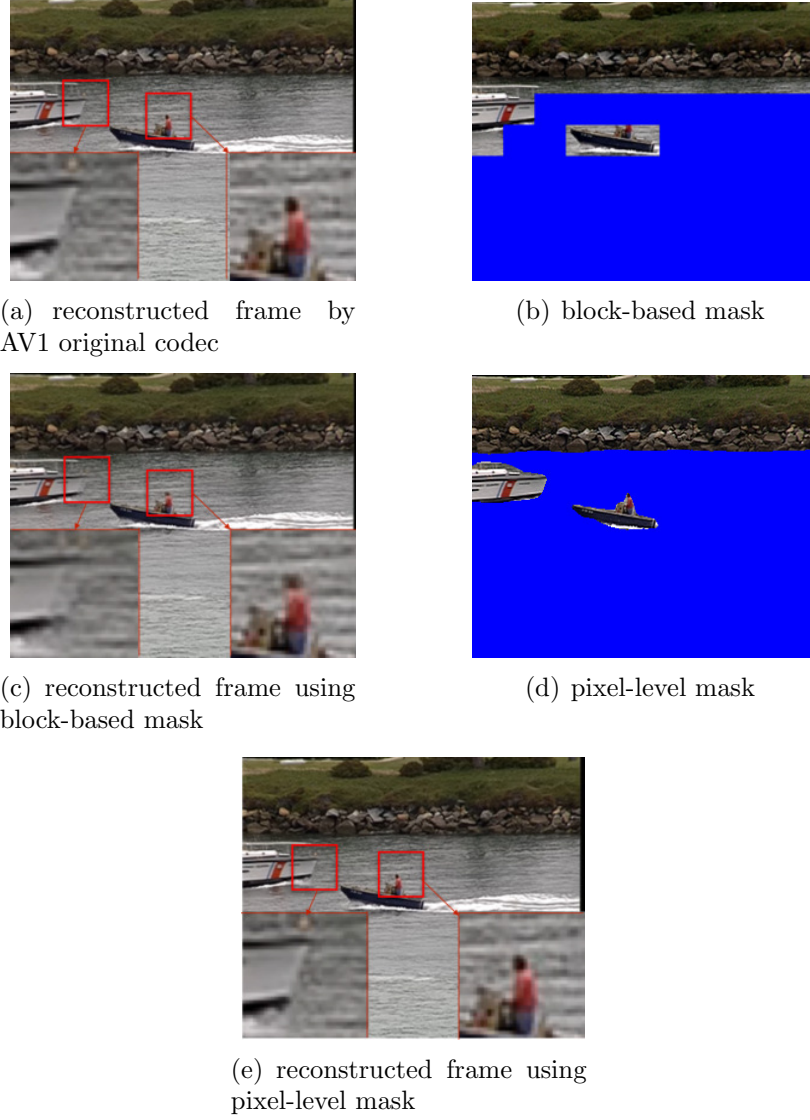 (a) reconstructed frame by
AV1 original codec
(b) block-based mask
(c) reconstructed frame using
block-based mask
(d) pixel-level mask
(e) reconstructed frame using
pixel-level mask